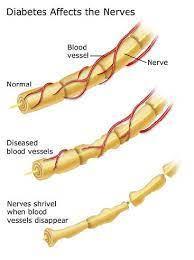 Diabetes Affects the Nerves
Blood
vessel
Nerve
Normal
Diseased
blood vessels
Nerves shrivel
when blood
vessels disappear